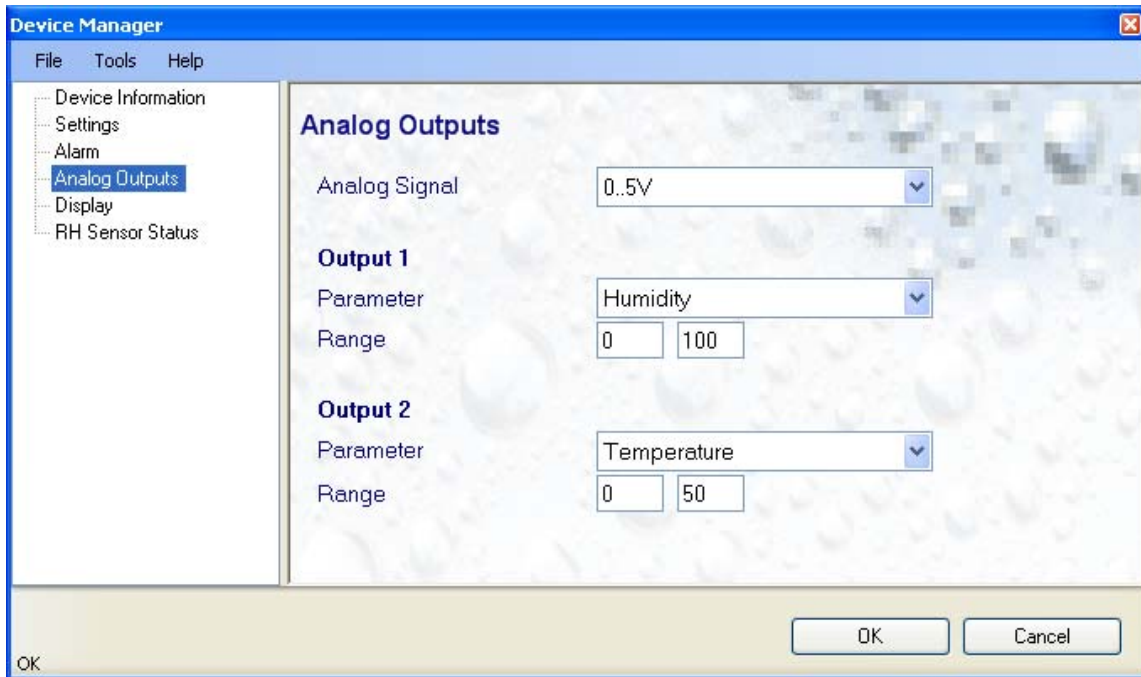 Device Manager
File Tools Help
Device Information
Settings
Alarm
Analog Outputs
Display
RH Sensor Status
Analog Outputs
Analog Signal 0..5V
Output 1
Parameter Humidity
Range 0 100
Output 2
Parameter Temperature
Range 0 50
OK Cancel
OK